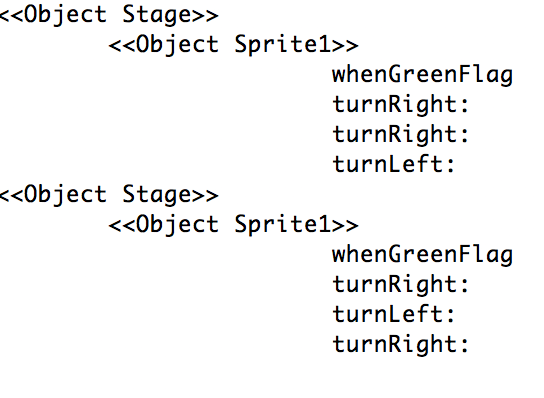 <<Object Stage>>
<<Object Sprite1>>
whenGreenFlag
turnRight:
turnRight:
turnLeft:
<<Object Stage>>
<<Object Sprite1>>
whenGreenFlag
turnRight:
turnLeft:
turnRight: